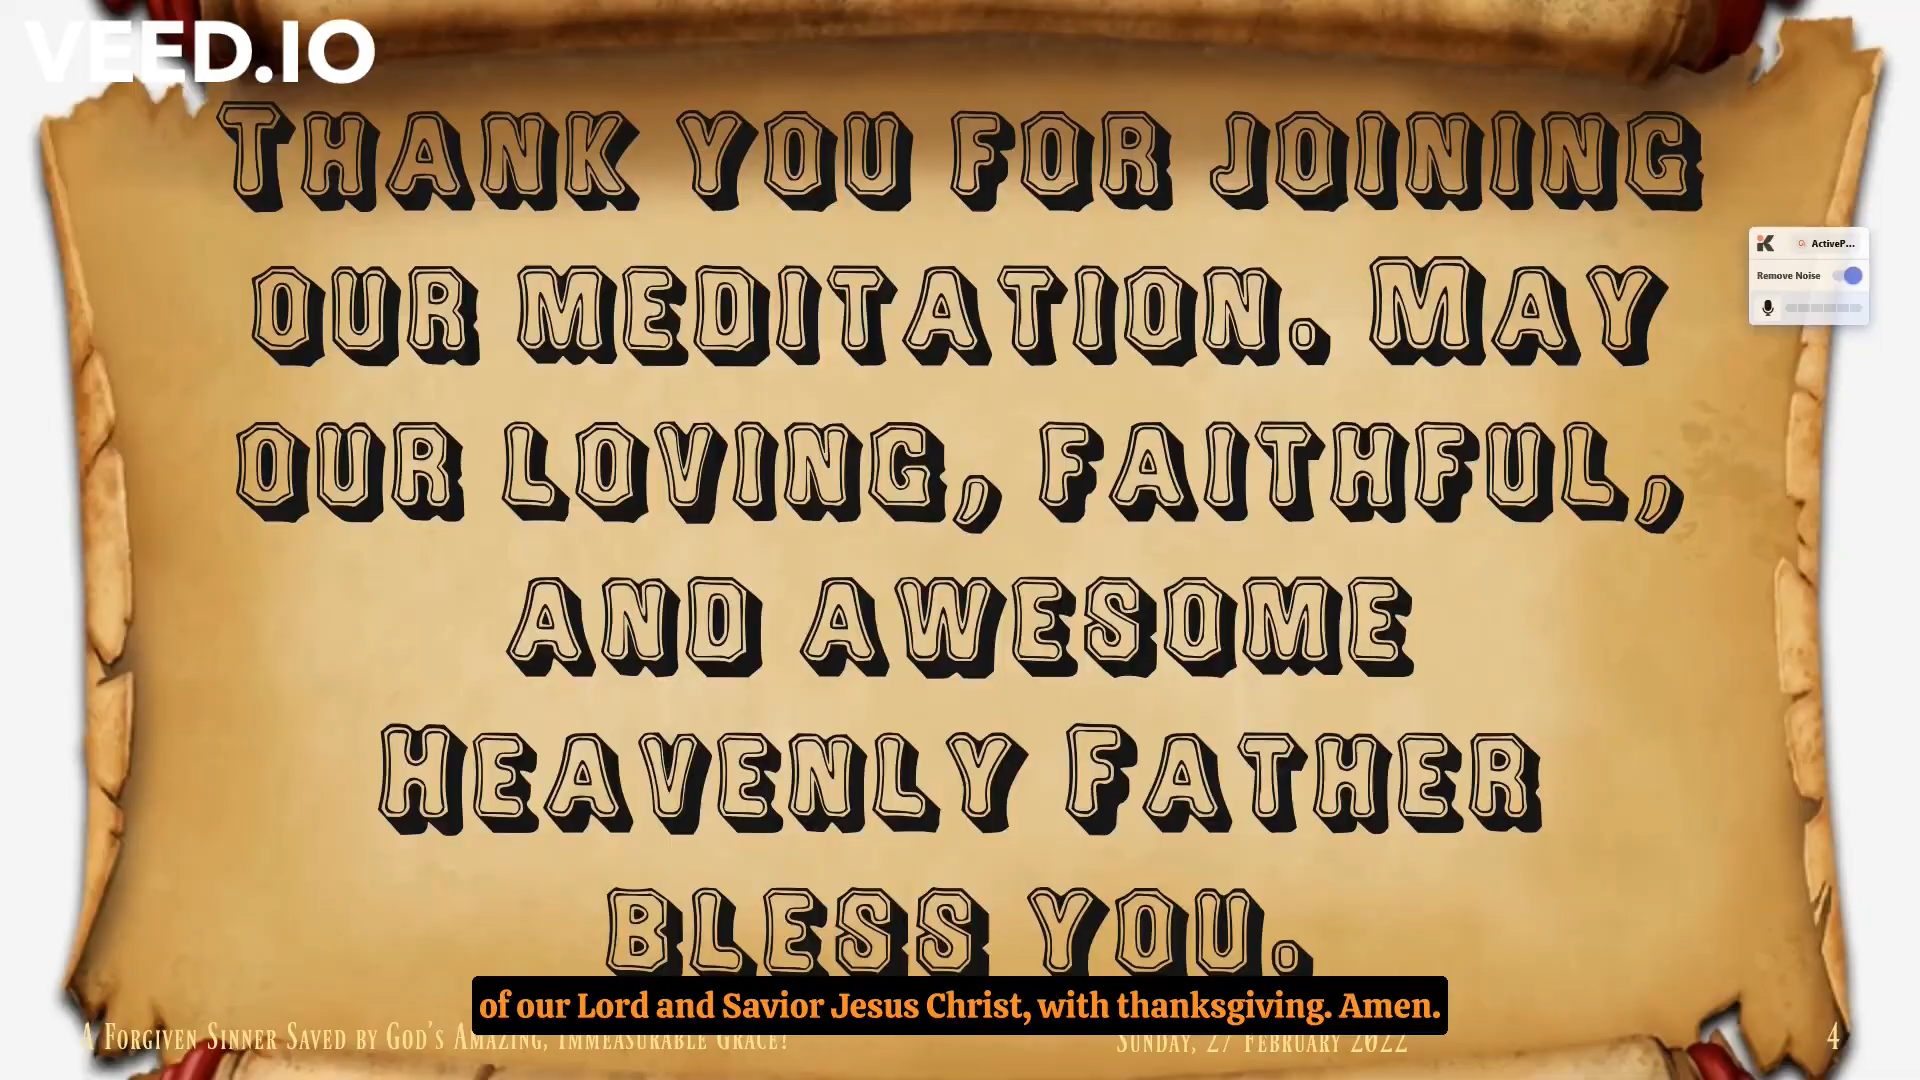 VEED.IO
Thank you for joining
our meditation. May
our loving, faithful,
and awesome
Heavenly Father
bless you.
ActiveP...
Remove Noise
of our Lord and Savior Jesus Christ, with thanksgiving. Amen.
A Forgiven Sinner Saved by God's Amazing, Immeasurable Grace!
Sunday, 27 February 2022
4